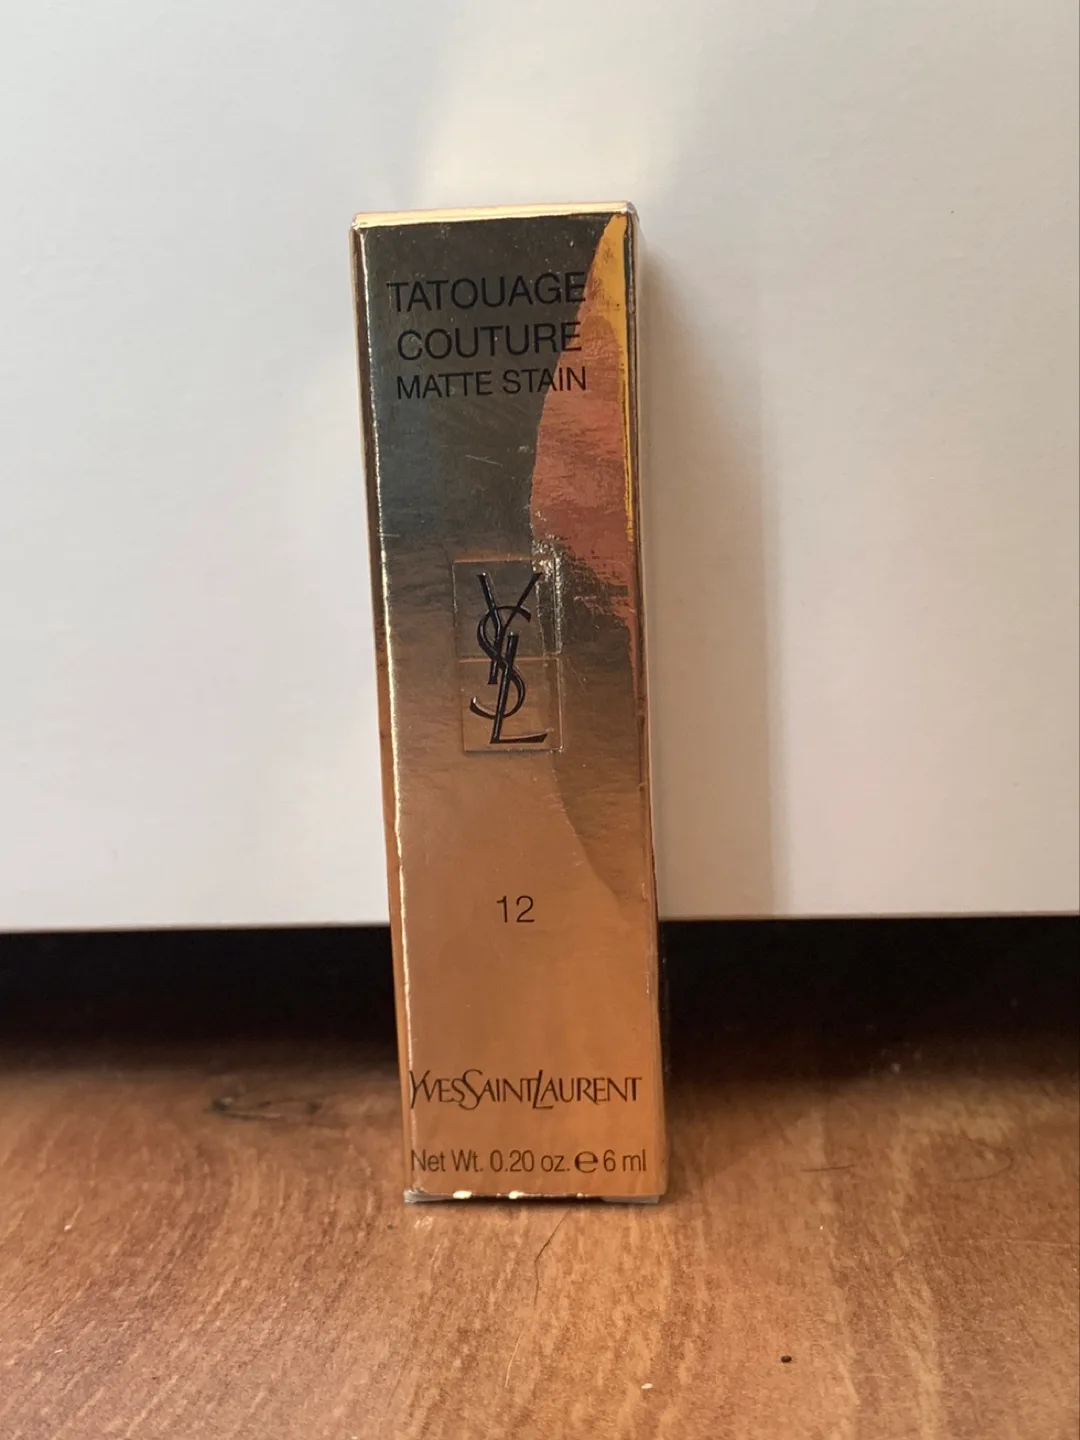 TATOUAGE
COUTURE
MATTE STAIN
YSL
12
YVESSAINTLAURENT
Net Wt. 0.20 oz. ℮ 6 ml